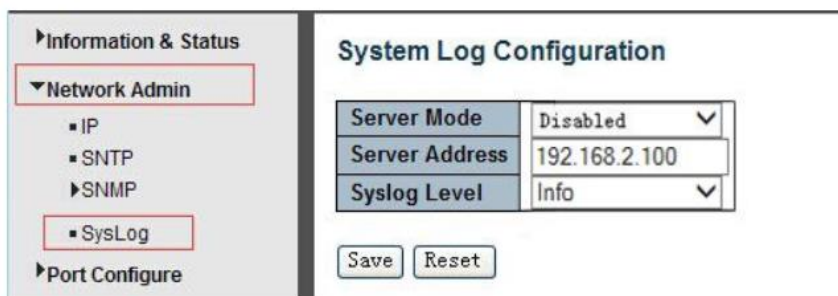 Information & Status
Network Admin
IP
SNTP
SNMP
SysLog
Port Configure
System Log Configuration
Server Mode Disabled
Server Address 192.168.2.100
Syslog Level Info
Save Reset